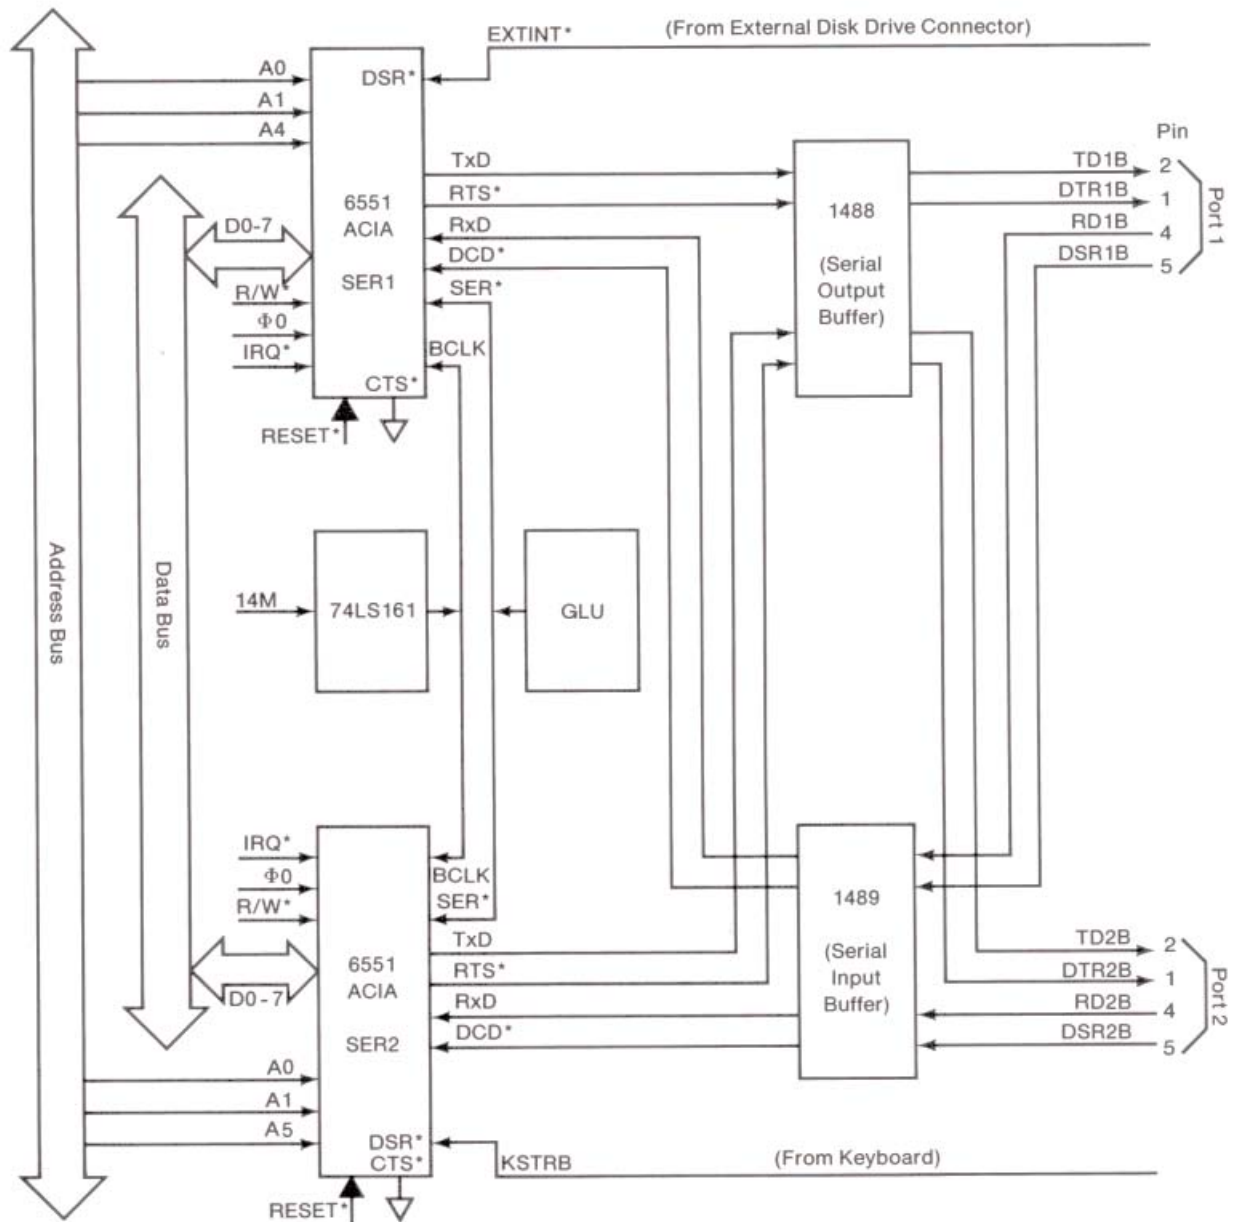 EXTINT*
(From External Disk Drive Connector)
A0
DSR*
A1
A4
Pin
TxD
TD1B
2
RTS*
DTR1B
1
6551
ACIA
SER1
1488
(Serial
Output
Buffer)
RxD
RD1B
4
DCD*
DSR1B
5
Port 1
D0-7
SER*
R/W*
Φ0
BCLK
IRQ*
CTS*
RESET*
Address Bus
Data Bus
14M
74LS161
GLU
IRQ*
Φ0
BCLK
R/W*
SER*
1489
(Serial
Input
Buffer)
TxD
TD2B
2
6551
ACIA
SER2
RTS*
DTR2B
1
D0-7
RxD
RD2B
4
DCD*
DSR2B
5
Port 2
A0
A1
A5
DSR*
CTS*
KSTRB
(From Keyboard)
RESET*